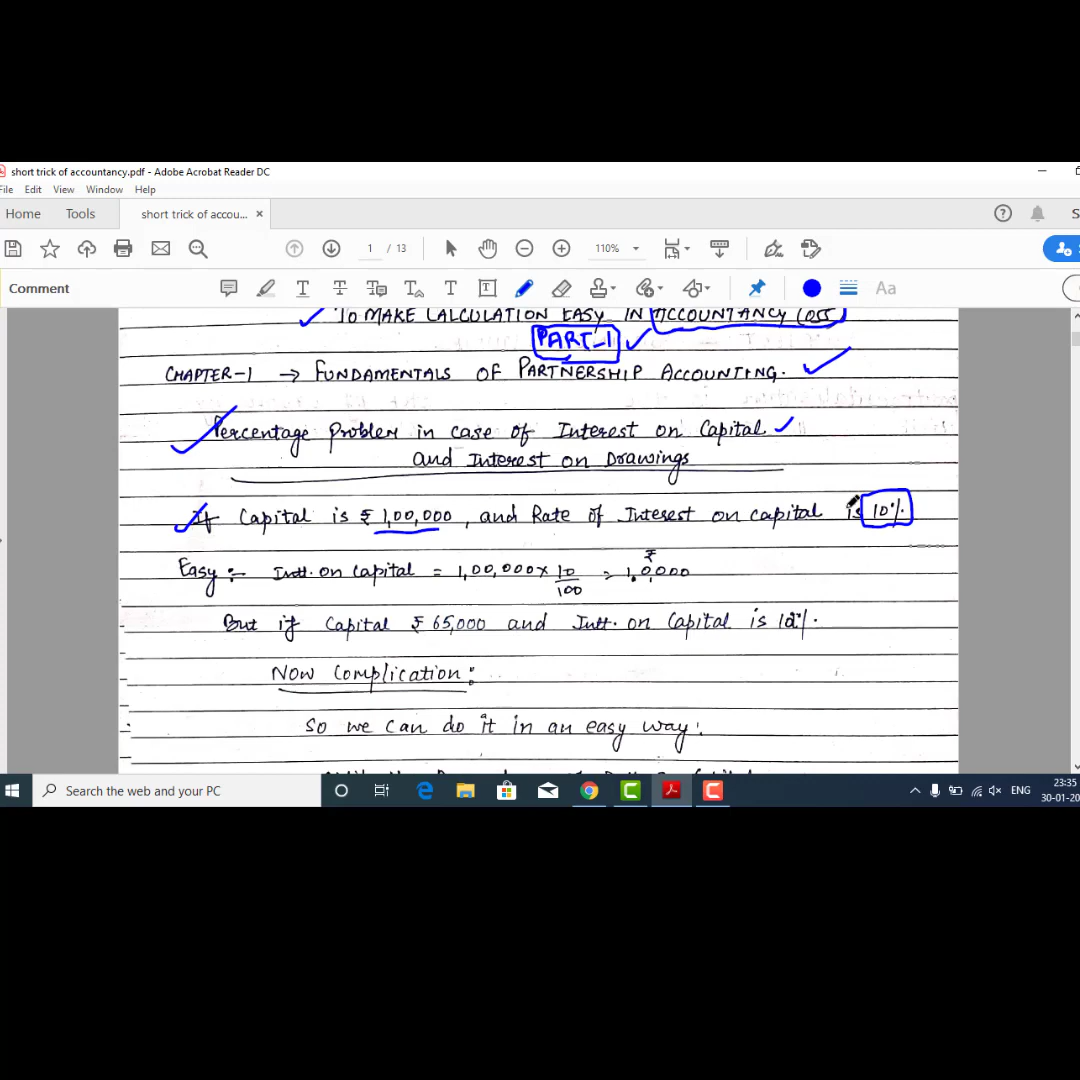 short trick of accountancy.pdf - Adobe Acrobat Reader DC
File Edit View Window Help
Home Tools short trick of accou... ×
1 / 13 110%
Comment
Aa
TO MAKE CALCULATION EASY IN ACCOUNTANCY (055
PART-1
CHAPTER-1 → FUNDAMENTALS OF PARTNERSHIP ACCOUNTING.
Percentage Problem in case of Interest on Capital
and Interest on Drawings
If Capital is ₹ 1,00,000, and Rate of Interest on capital is 10%.
Easy :- Intt. on Capital = 1,00,000 × 10/100 = ₹ 1,0,000
But if Capital ₹ 65,000 and Intt. on Capital is %.
Now Complication:
So we can do it in an easy way:
Search the web and your PC
ENG
23:35
30-01-20